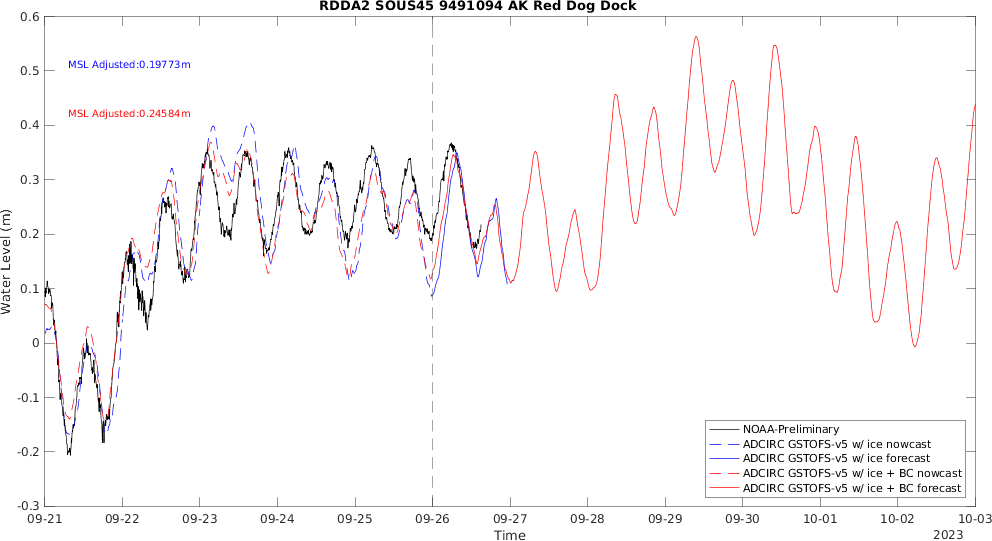 RDDA2 SOUS45 9491094 AK Red Dog Dock
0.6
0.5
0.4
0.3
0.2
0.1
0
-0.1
-0.2
-0.3
Water Level (m)
MSL Adjusted:0.19773m
MSL Adjusted:0.24584m
NOAA-Preliminary
ADCIRC GSTOFS-v5 w/ ice nowcast
ADCIRC GSTOFS-v5 w/ ice forecast
ADCIRC GSTOFS-v5 w/ ice + BC nowcast
ADCIRC GSTOFS-v5 w/ ice + BC forecast
09-21 09-22 09-23 09-24 09-25 09-26 09-27 09-28 09-29 09-30 10-01 10-02 10-03
Time
2023